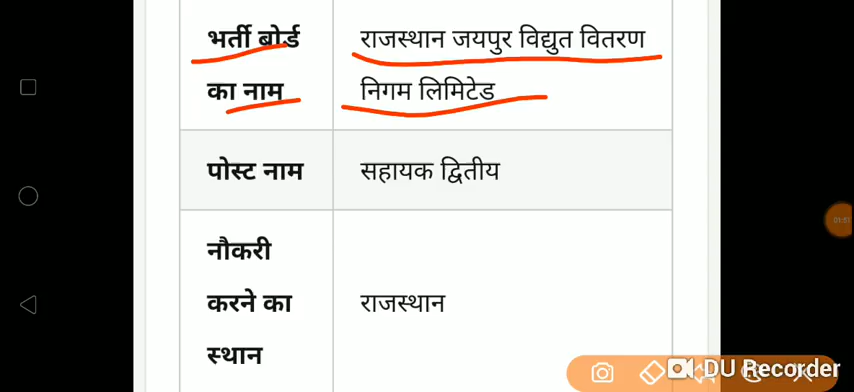 भर्ती बोर्ड
का नाम
राजस्थान जयपुर विद्युत वितरण
निगम लिमिटेड
पोस्ट नाम
सहायक द्वितीय
नौकरी
करने का
स्थान
राजस्थान
DU Recorder